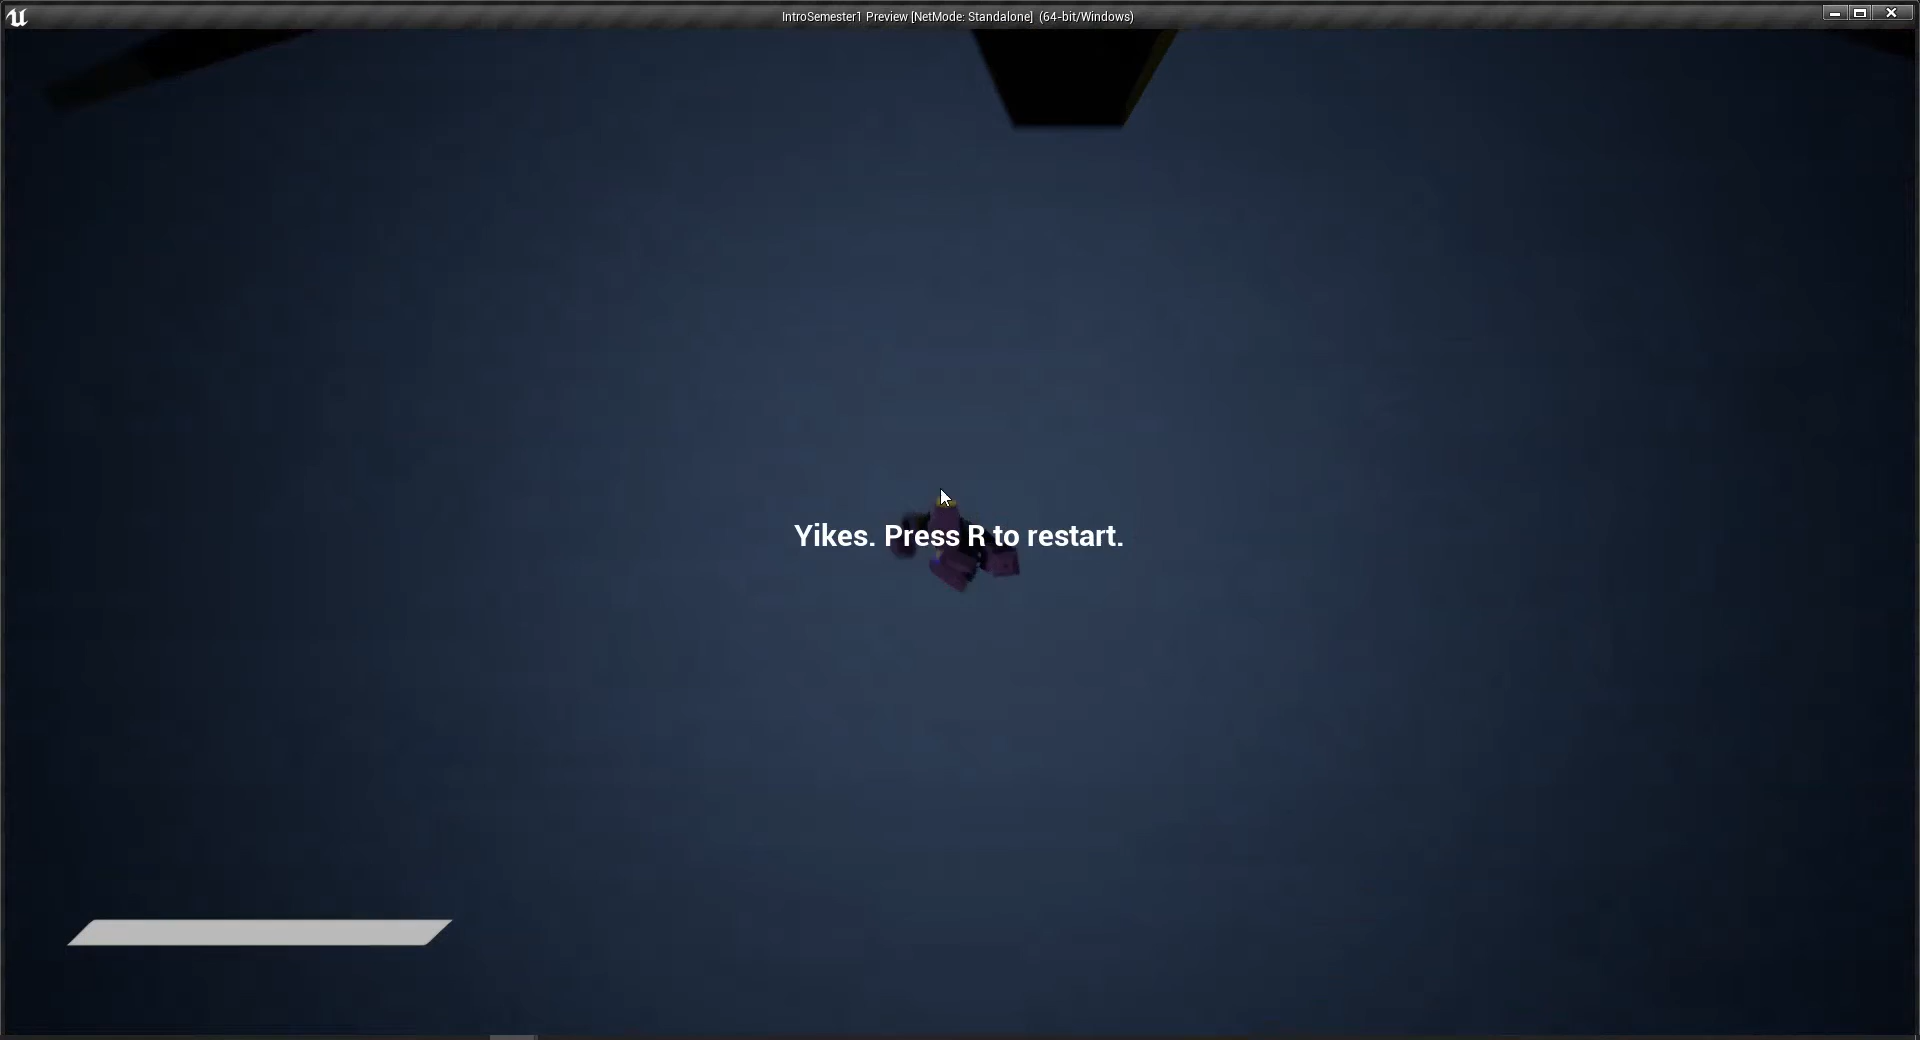 IntroSemester1 Preview [NetMode: Standalone] (64-bit/Windows)
Yikes. Press R to restart.